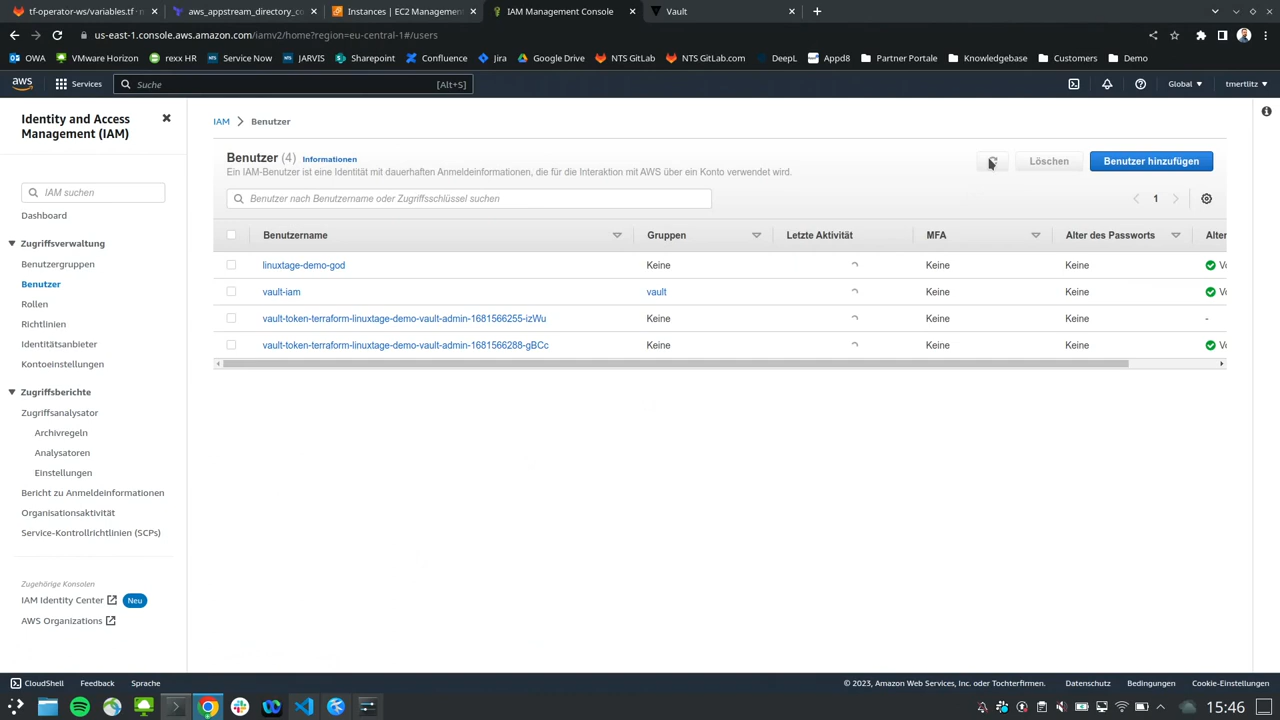 tf-operator-ws/variables.tf · n
aws_appstream_directory_co
Instances | EC2 Management
IAM Management Console
Vault
us-east-1.console.aws.amazon.com/iamv2/home?region=eu-central-1#/users
OWA
VMware Horizon
rexx HR
Service Now
JARVIS
Sharepoint
Confluence
Jira
Google Drive
NTS GitLab
NTS GitLab.com
DeepL
Appd8
Partner Portale
Knowledgebase
Customers
Demo
aws
Services
Suche
[Alt+S]
Global
tmertlitz
Identity and Access
Management (IAM)
IAM suchen
Dashboard
Zugriffsverwaltung
Benutzergruppen
Benutzer
Rollen
Richtlinien
Identitätsanbieter
Kontoeinstellungen
Zugriffsberichte
Zugriffsanalysator
Archivregeln
Analysatoren
Einstellungen
Bericht zu Anmeldeinformationen
Organisationsaktivität
Service-Kontrollrichtlinien (SCPs)
Zugehörige Konsolen
IAM Identity Center
Neu
AWS Organizations
IAM > Benutzer
Benutzer (4) Informationen
Ein IAM-Benutzer ist eine Identität mit dauerhaften Anmeldeinformationen, die für die Interaktion mit AWS über ein Konto verwendet wird.
Löschen
Benutzer hinzufügen
Benutzer nach Benutzername oder Zugriffsschlüssel suchen
1
Benutzername Gruppen Letzte Aktivität MFA Alter des Passworts Alter
linuxtage-demo-god Keine Keine Keine Vo
vault-iam vault Keine Keine Vo
vault-token-terraform-linuxtage-demo-vault-admin-1681566255-izWu Keine Keine Keine -
vault-token-terraform-linuxtage-demo-vault-admin-1681566288-gBCc Keine Keine Keine Vo
CloudShell
Feedback
Sprache
© 2023, Amazon Web Services, Inc. oder Tochterfirmen.
Datenschutz
Bedingungen
Cookie-Einstellungen
15:46